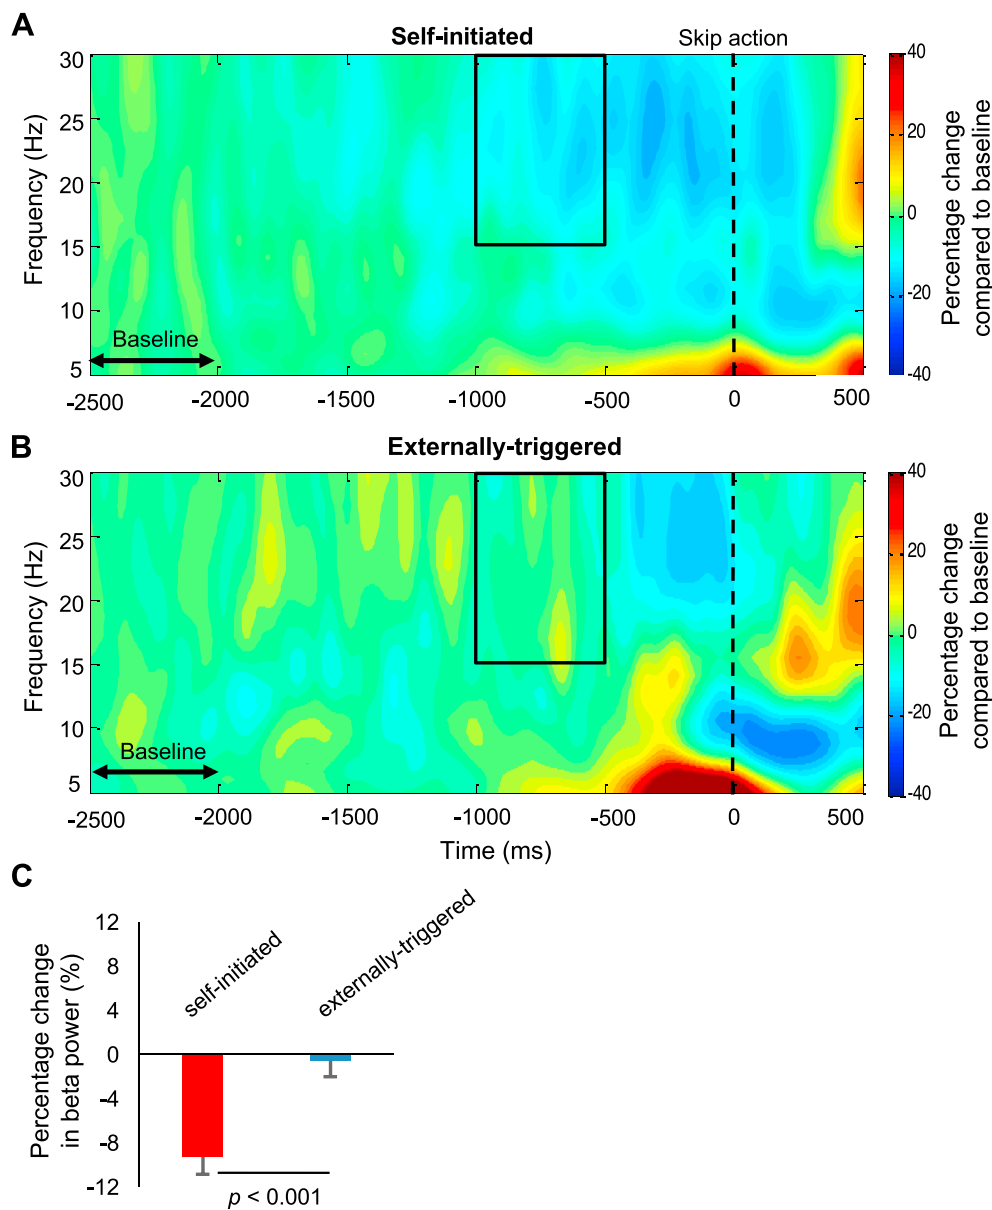 A
Self-initiated
Skip action
30
25
20
15
10
5
Frequency (Hz)
Baseline
-2500
-2000
-1500
-1000
-500
0
500
40
20
0
-20
-40
Percentage change
compared to baseline
B
Externally-triggered
30
25
20
15
10
5
Frequency (Hz)
Baseline
-2500
-2000
-1500
-1000
-500
0
500
Time (ms)
40
20
0
-20
-40
Percentage change
compared to baseline
C
12
8
4
0
-4
-8
-12
Percentage change
in beta power (%)
self-initiated
externally-triggered
p < 0.001